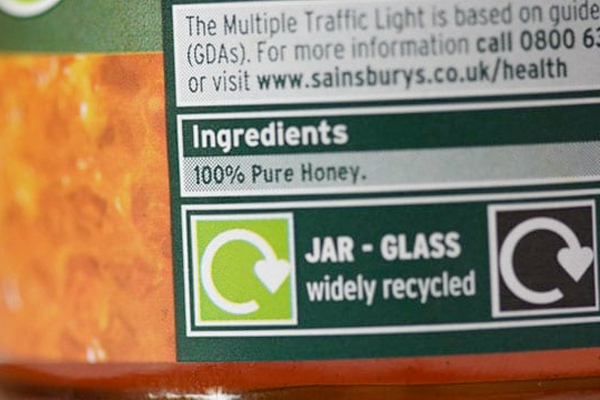 The Multiple Traffic Light is based on guide
(GDAs). For more information call 0800 63
or visit www.sainsburys.co.uk/health
Ingredients
100% Pure Honey.
JAR - GLASS
widely recycled